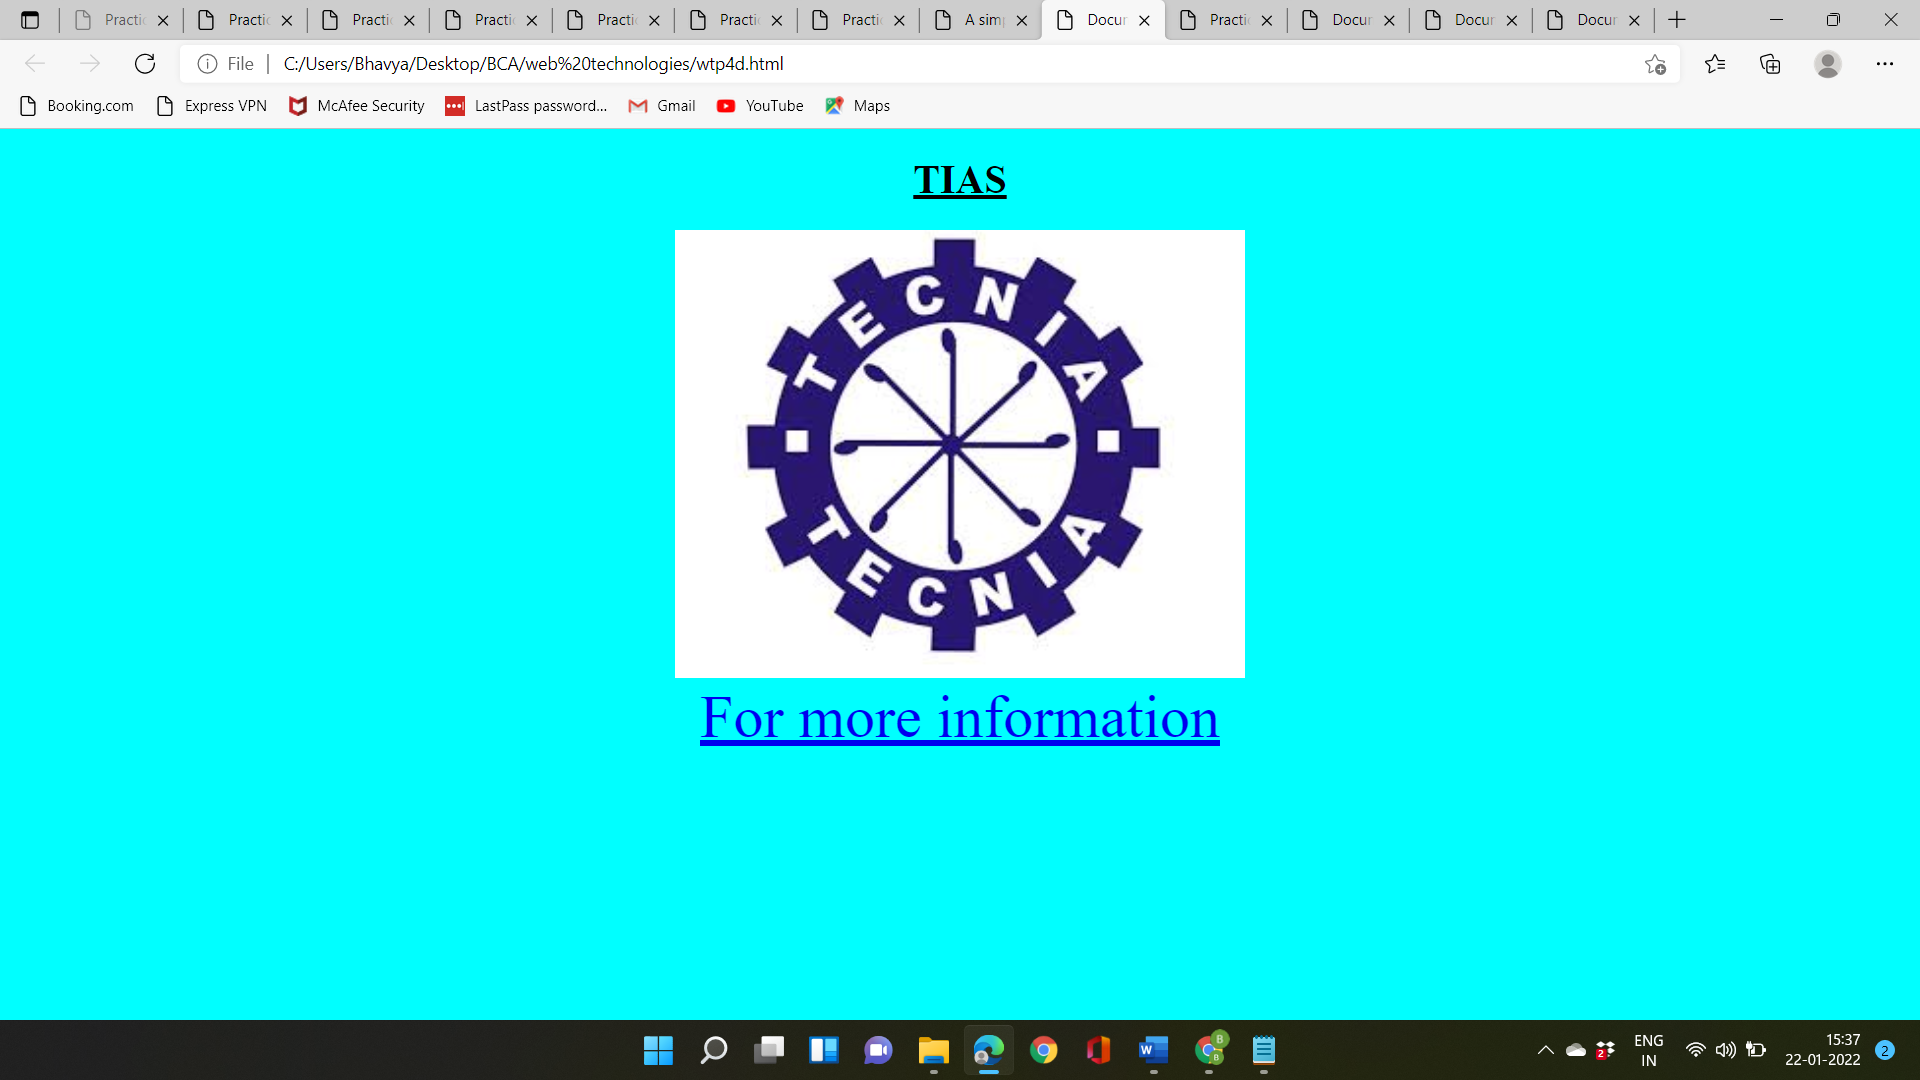 Practi Practi Practi Practi Practi Practi Practi A sim Docur Practi Docur Docur Docur
File C:/Users/Bhavya/Desktop/BCA/web%20technologies/wtp4d.html
Booking.com Express VPN McAfee Security LastPass password... Gmail YouTube Maps
TIAS
TECNIA
TECNIA
For more information
ENG 15:37
IN 22-01-2022 2